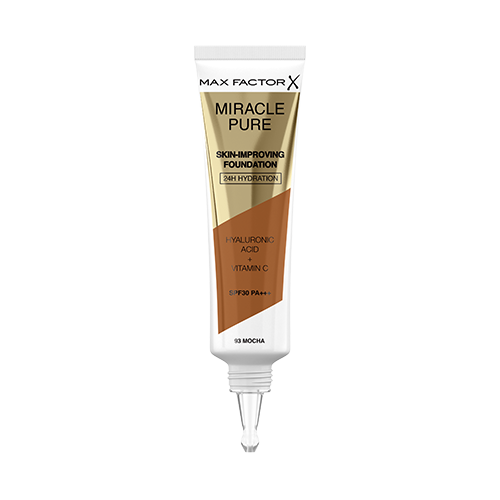 MAX FACTOR X
MIRACLE
PURE
SKIN-IMPROVING
FOUNDATION
24H HYDRATION
HYALURONIC
ACID
+
VITAMIN C
SPF30 PA+++
93 MOCHA